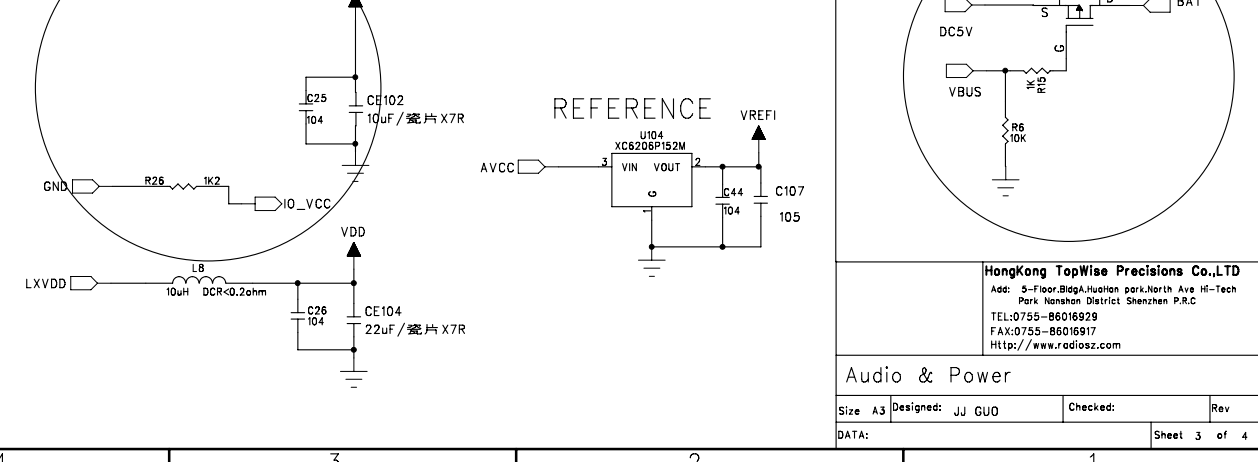 C25
104
CE102
10uF/瓷片X7R
GND
R26
1K2
IO_VCC
VDD
LXVDD
L8
10uH
DCR<0.2ohm
C26
104
CE104
22uF/瓷片X7R
REFERENCE
U104
XC6206P152M
AVCC
3
VIN
VOUT
2
G
1
VREFI
C44
104
C107
105
S
D
BAT
DC5V
G
VBUS
1K
R15
R6
10K
HongKong TopWise Precisions Co.,LTD
Add: 5-Floor.BldgA.HuaHan park.North Ave Hi-Tech
Park Nanshan District Shenzhen P.R.C
TEL:0755-86016929
FAX:0755-86016917
Http://www.radiosz.com
Audio & Power
Size A3
Designed: JJ GUO
Checked:
Rev
DATA:
Sheet 3 of 4
3
2
1